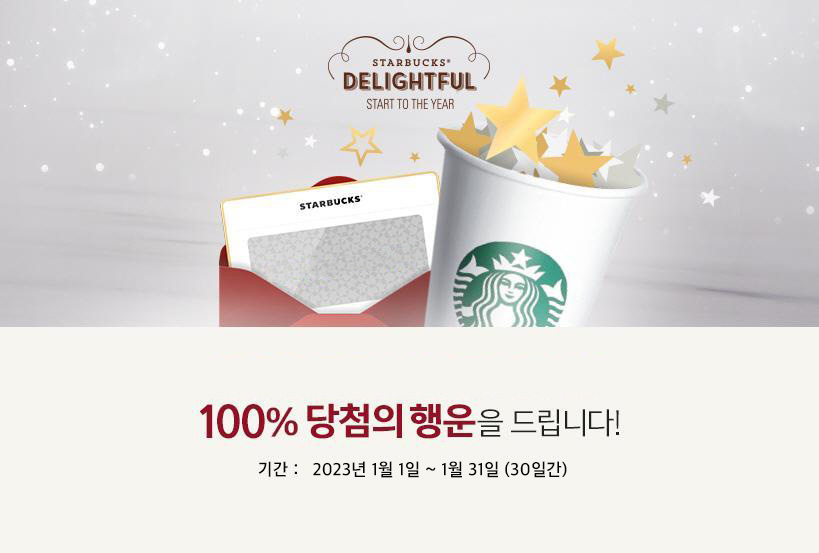 STARBUCKS®
DELIGHTFUL
START TO THE YEAR
STARBUCKS®
100% 당첨의 행운을 드립니다!
기간 : 2023년 1월 1일 ~ 1월 31일 (30일간)